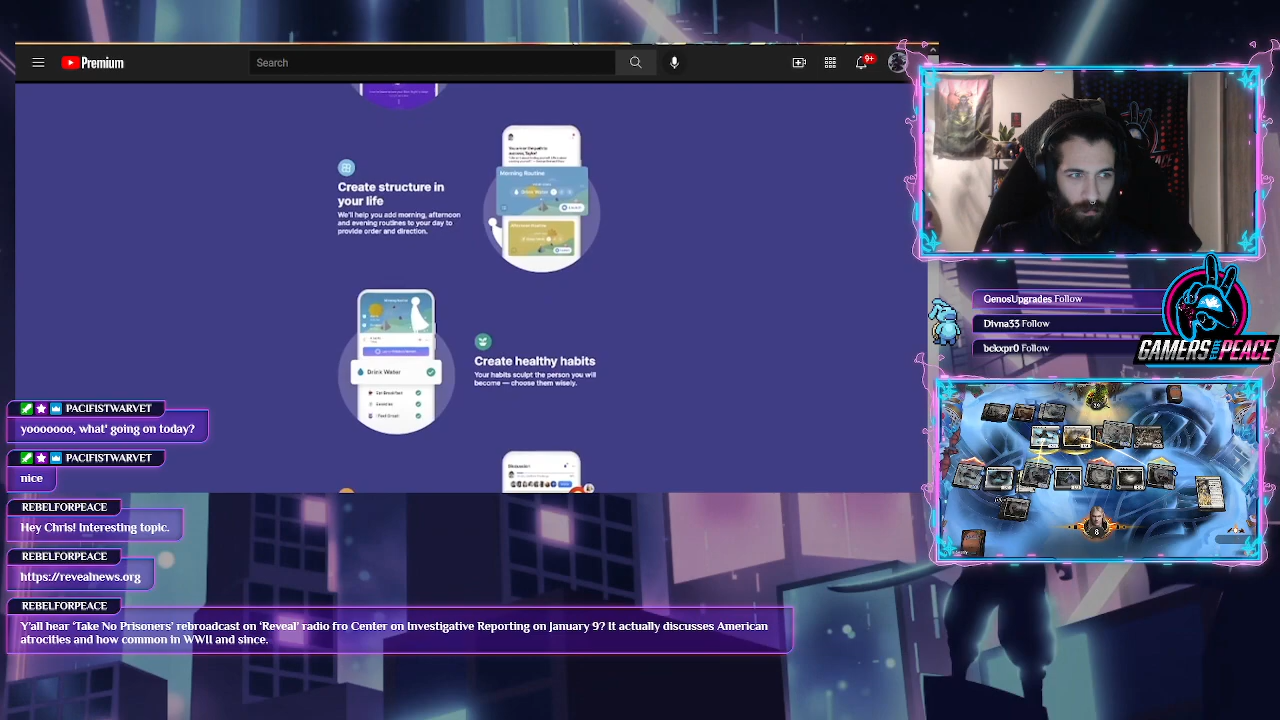 Premium
Search
9+
Create structure in
your life
We'll help you add morning, afternoon
and evening routines to your day to
provide order and direction.
Morning Routine
Drink Water
Create healthy habits
Your habits sculpt the person you will
become — choose them wisely.
GenosUpgrades Follow
Divna33 Follow
bckxpr0 Follow
GAMERS FOR PEACE
8
PACIFISTWARVET
yooooooo, what' going on today?
PACIFISTWARVET
nice
REBELFORPEACE
Hey Chris! Interesting topic.
REBELFORPEACE
https://revealnews.org
REBELFORPEACE
Y'all hear 'Take No Prisoners' rebroadcast on 'Reveal' radio fro Center on Investigative Reporting on January 9? It actually discusses American
atrocities and how common in WWII and since.